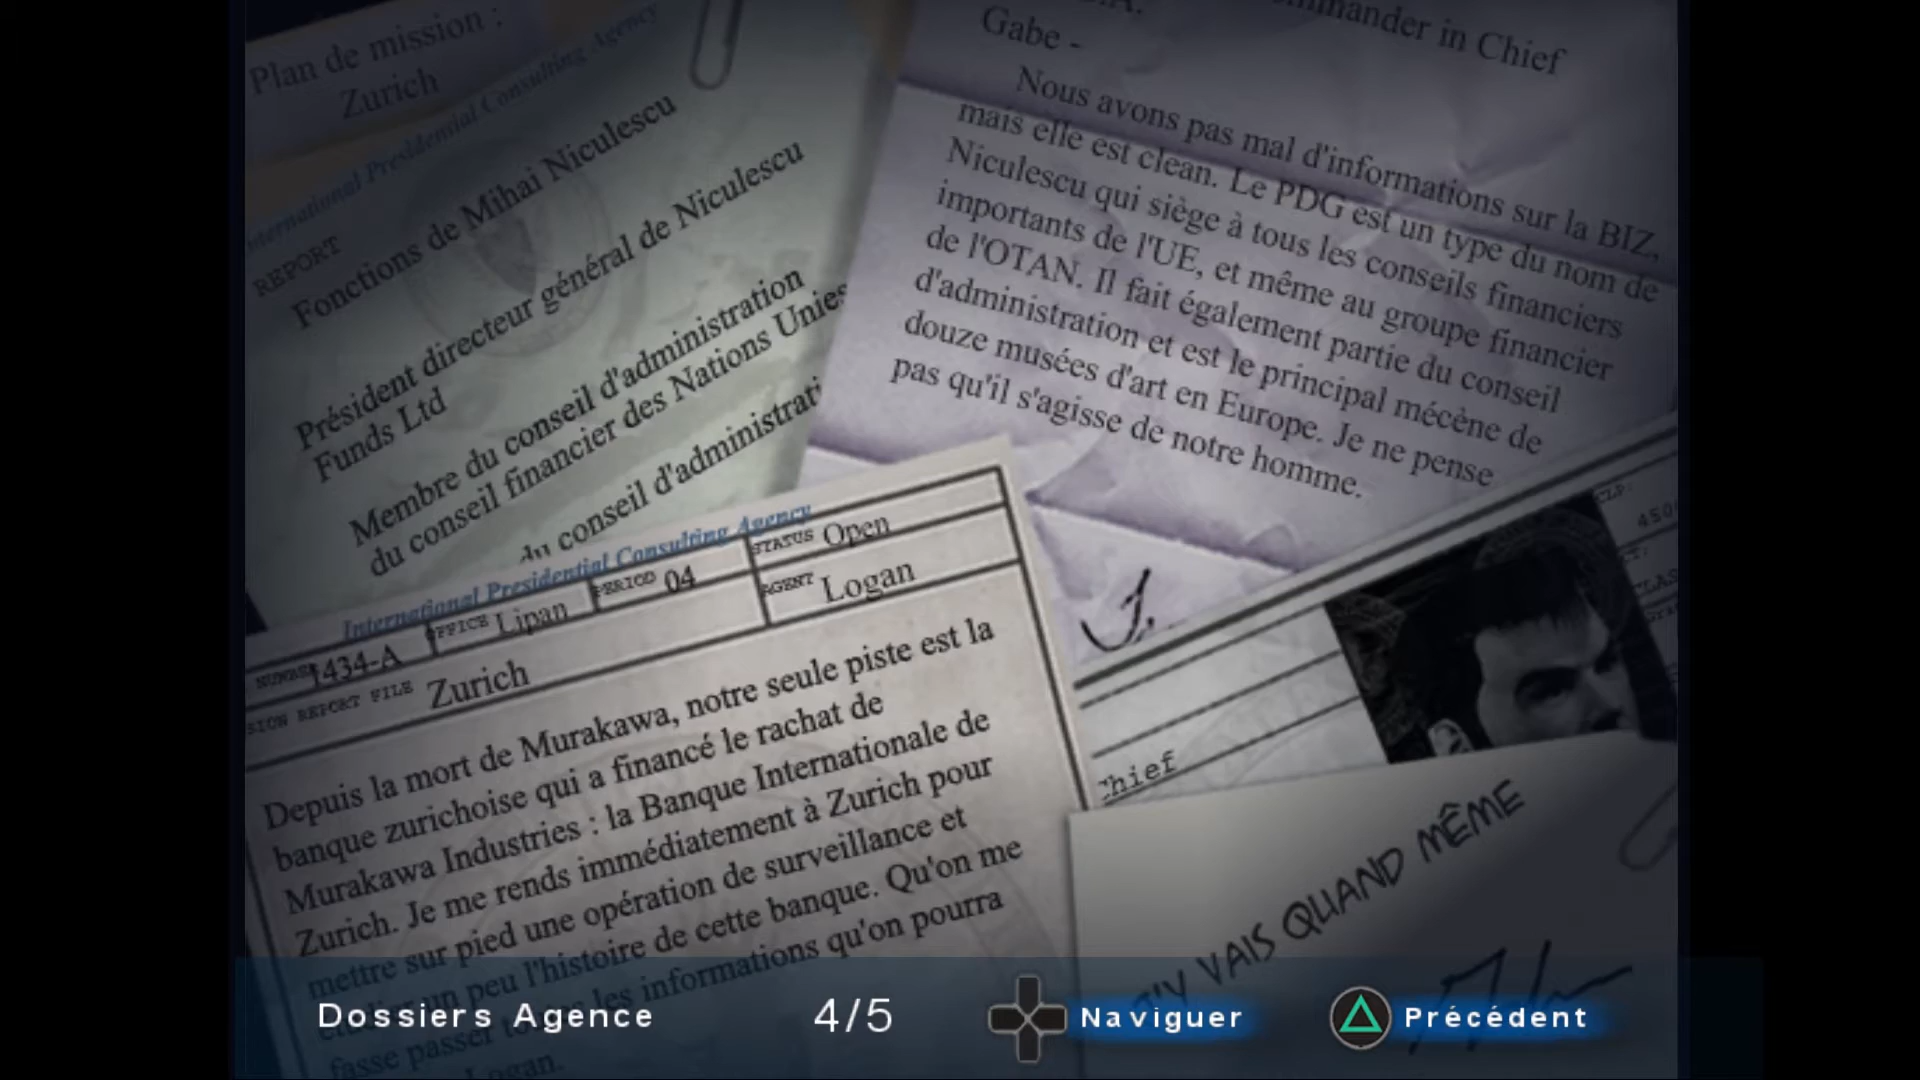 Plan de mission :
Zurich
International Presidential Consulting Agency
REPORT
Fonctions de Mihai Niculescu
Président directeur général de Niculescu
Funds Ltd
Membre du conseil d'administration
du conseil financier des Nations Unies
du conseil d'administrati
Commander in Chief
Gabe -
Nous avons pas mal d'informations sur la BIZ,
mais elle est clean. Le PDG est un type du nom de
Niculescu qui siège à tous les conseils financiers
importants de l'UE, et même au groupe financier
de l'OTAN. Il fait également partie du conseil
d'administration et est le principal mécène de
douze musées d'art en Europe. Je ne pense
pas qu'il s'agisse de notre homme.
J.
International Presidential Consulting Agency
1434-A
OFFICE Lipan
PERIOD 04
STATUS Open
AGENT Logan
SION REPORT FILE Zurich
Depuis la mort de Murakawa, notre seule piste est la
banque zurichoise qui a financé le rachat de
Murakawa Industries : la Banque Internationale de
Zurich. Je me rends immédiatement à Zurich pour
mettre sur pied une opération de surveillance et
étudier un peu l'histoire de cette banque. Qu'on me
fasse passer tous les informations qu'on pourra
Logan.
Chief
J'Y VAIS QUAND MÊME
Dossiers Agence
4/5
Naviguer
Précédent